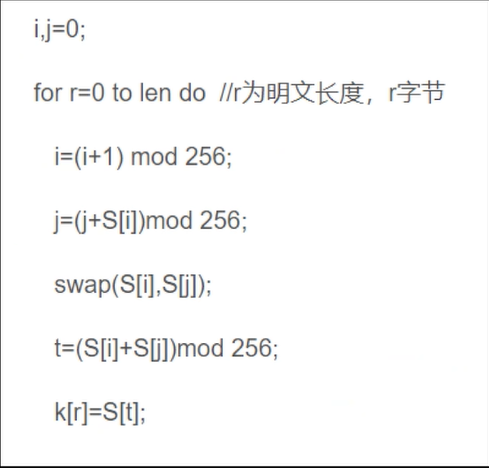 i,j=0;
for r=0 to len do  //r为明文长度，r字节
i=(i+1) mod 256;
j=(j+S[i])mod 256;
swap(S[i],S[j]);
t=(S[i]+S[j])mod 256;
k[r]=S[t];